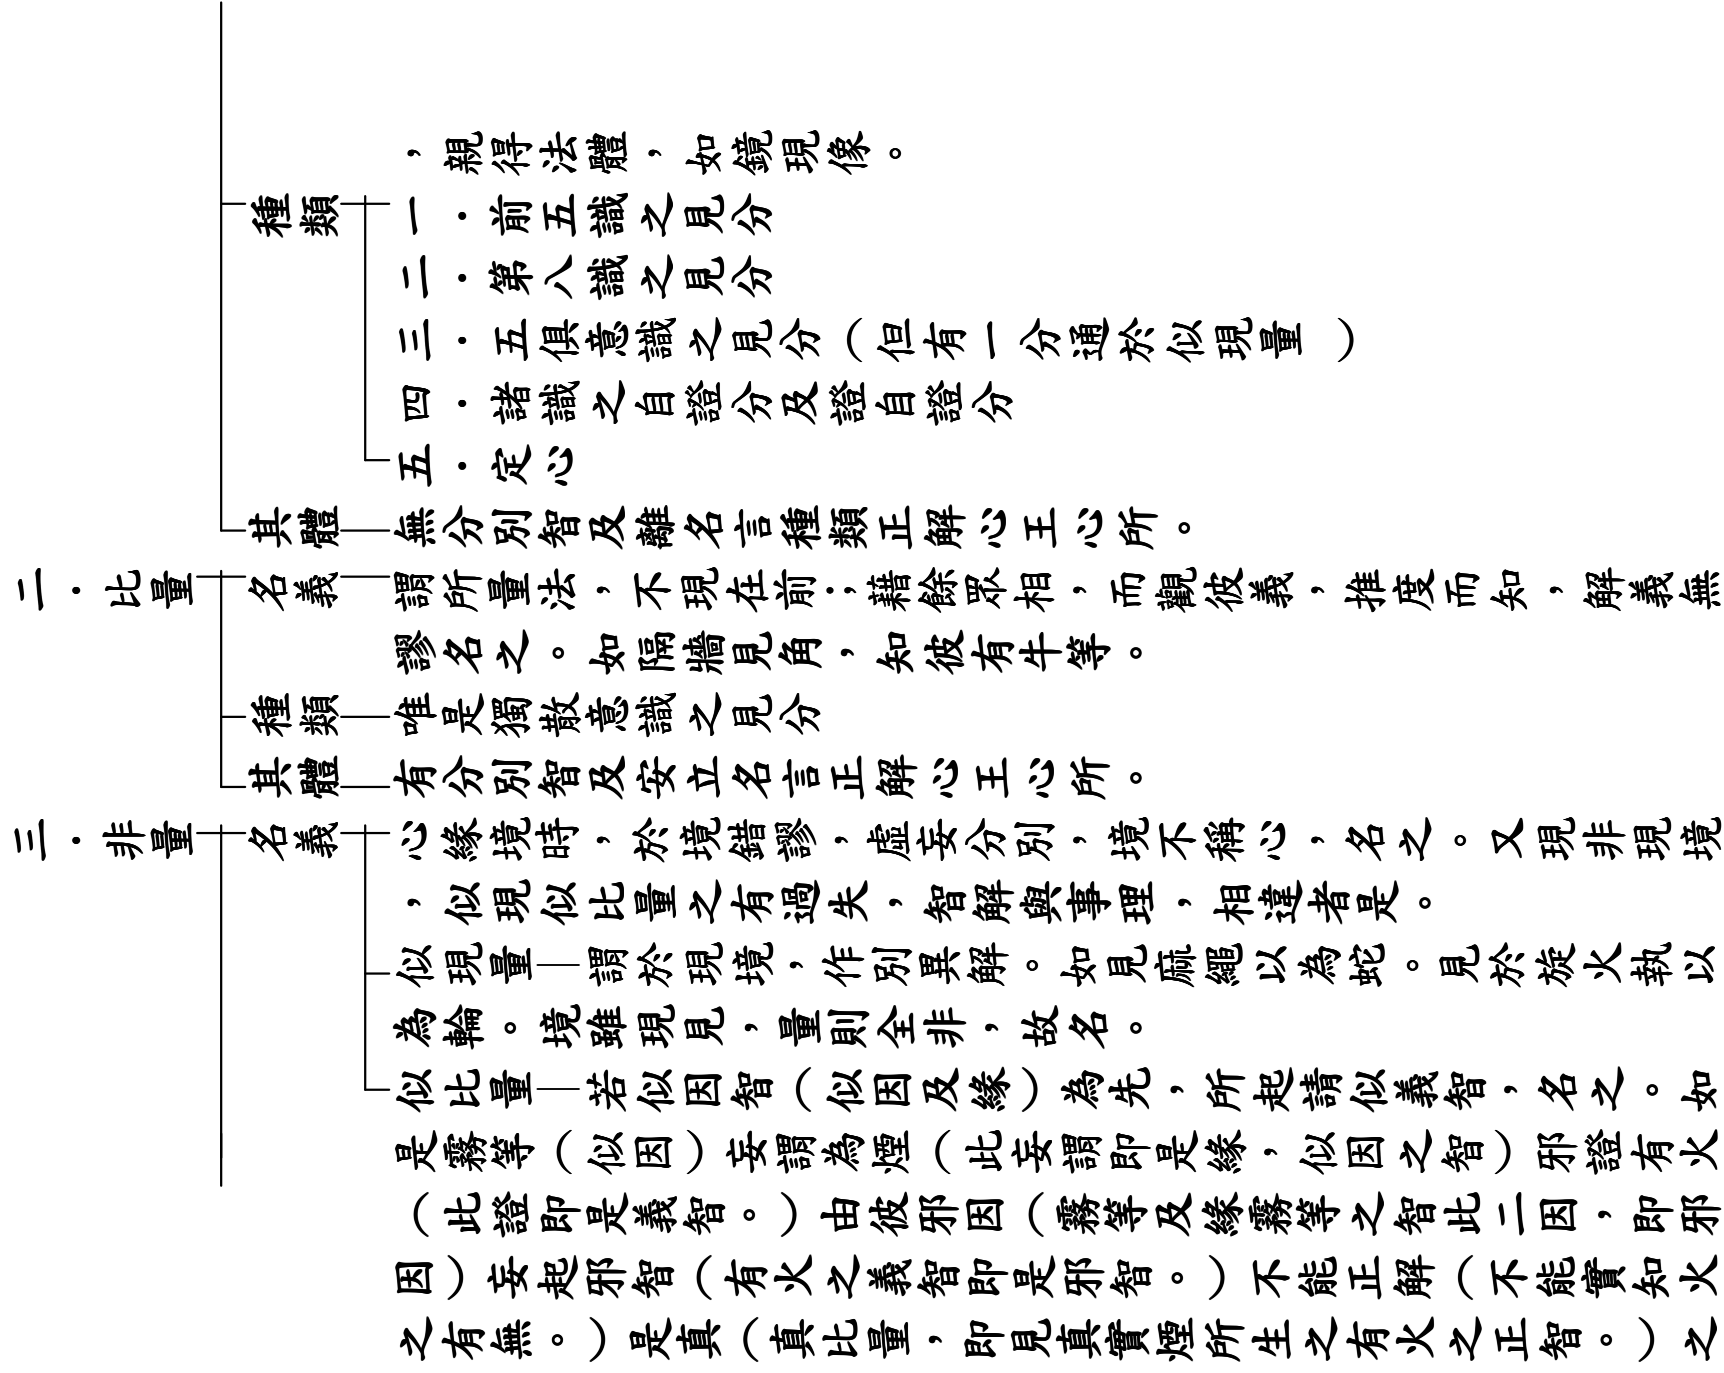 ，親得法體，如鏡現像。
種類 一．前五識之見分
二．第八識之見分
三．五俱意識之見分（但有一分通於似現量）
四．諸識之自證分及證自證分
五．定心
其體 無分別智及離名言種類正解心王心所。
二．比量 名義 謂所量法，不現在前；藉餘眾相，而觀彼義，推度而知，解義無
謬名之。如隔牆見角，知彼有牛等。
種類 唯是獨散意識之見分
其體 有分別智及安立名言正解心王心所。
三．非量 名義 心緣境時，於境錯謬，虛妄分別，境不稱心，名之。又現非現境
，似現似比量之有過失，智解與事理，相違者是。
似現量—謂於現境，作別異解。如見麻繩以為蛇。見於旋火執以
為輪。境雖現見，量則全非，故名。
似比量—若似因智（似因及緣）為先，所起請似義智，名之。如
是霧等（似因）妄謂為煙（此妄謂即是緣，似因之智）邪證有火
（此證即是義智。）由彼邪因（霧等及緣霧等之智此二因，即邪
因）妄起邪智（有火之義智即是邪智。）不能正解（不能實知火
之有無。）是真（真比量，即見真實煙所生之有火之正智。）之